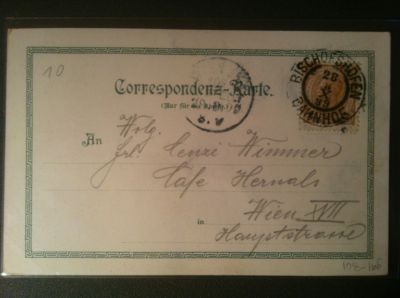 10
Correspondenz-Karte.
(Nur für die Adresse.)
BISCHOFSHOFEN
BAHNHOF
An
Wolg.
Frl. Cenzi Wimmer
Cafe Hernals
in
Wien XVII
Hauptstrasse